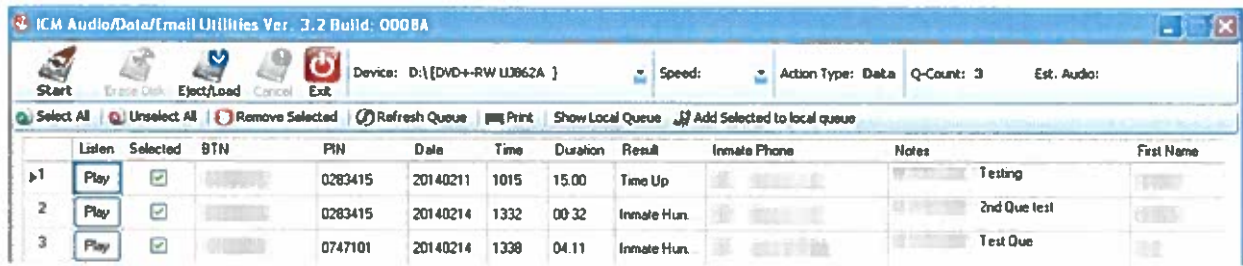 ICM Audio/Data/Email Utilities Ver. 3.2 Build: 0008A
Start Erase Disk Eject/Load Cancel Exit Device: D:\ [DVD+-RW UJ862A ] Speed: Action Type: Data Q-Count: 3 Est. Audio:
Select All Unselect All Remove Selected Refresh Queue Print Show Local Queue Add Selected to local queue
Listen Selected BTN PIN Date Time Duration Result Inmate Phone Notes First Name
1 Play 0283415 20140211 1015 15.00 Time Up Testing
2 Play 0283415 20140214 1332 00:32 Inmate Hun. 2nd Que test
3 Play 0747101 20140214 1338 04.11 Inmate Hun. Test Que